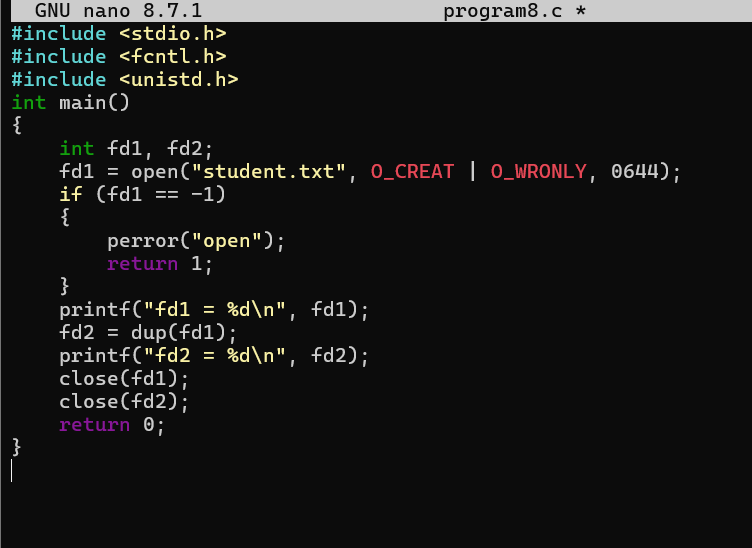 GNU nano 8.7.1 program8.c *
#include <stdio.h>
#include <fcntl.h>
#include <unistd.h>
int main()
{
    int fd1, fd2;
    fd1 = open("student.txt", O_CREAT | O_WRONLY, 0644);
    if (fd1 == -1)
    {
        perror("open");
        return 1;
    }
    printf("fd1 = %d\n", fd1);
    fd2 = dup(fd1);
    printf("fd2 = %d\n", fd2);
    close(fd1);
    close(fd2);
    return 0;
}